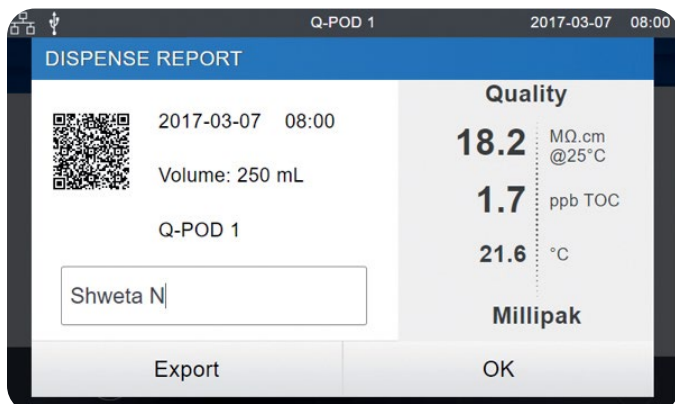 Q-POD 1 2017-03-07 08:00
DISPENSE REPORT
2017-03-07 08:00
Volume: 250 mL
Q-POD 1
Shweta N
Quality
18.2 MΩ.cm
@25°C
1.7 ppb TOC
21.6 °C
Millipak
Export OK